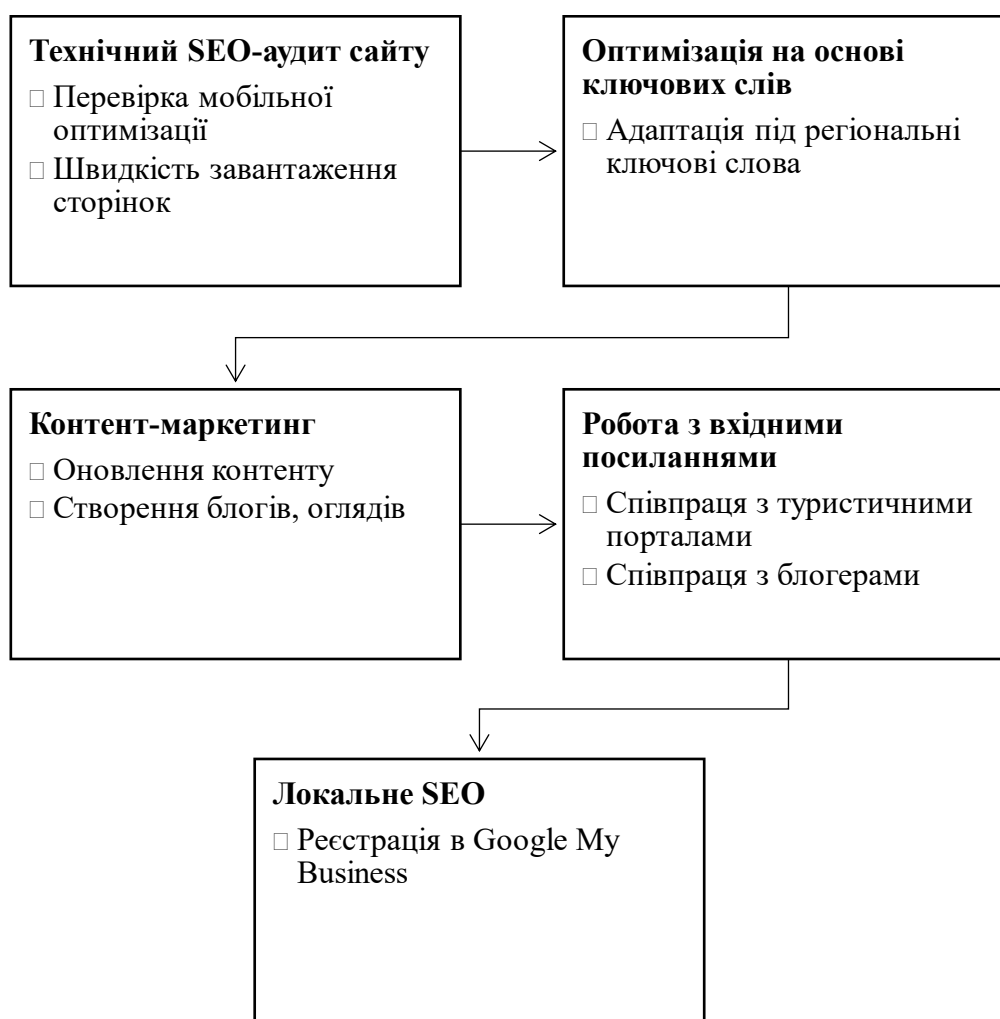 Технічний SEO-аудит сайту
□ Перевірка мобільної
оптимізації
□ Швидкість завантаження
сторінок
Оптимізація на основі
ключових слів
□ Адаптація під регіональні
ключові слова
Контент-маркетинг
□ Оновлення контенту
□ Створення блогів, оглядів
Робота з вхідними
посиланнями
□ Співпраця з туристичними
порталами
□ Співпраця з блогерами
Локальне SEO
□ Реєстрація в Google My
Business